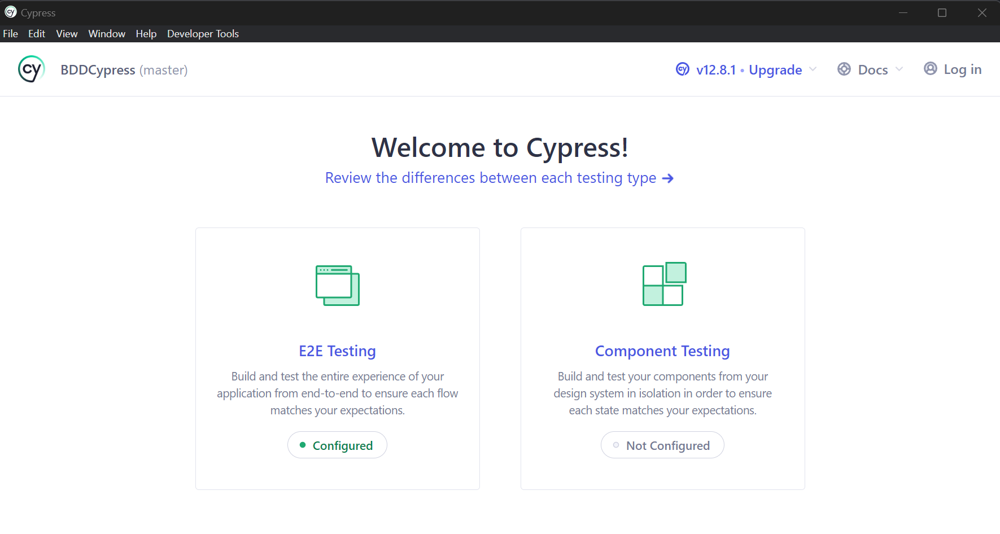 cy Cypress
File Edit View Window Help Developer Tools
cy BDDCypress (master)
cy v12.8.1 • Upgrade Docs Log in
Welcome to Cypress!
Review the differences between each testing type →
E2E Testing
Build and test the entire experience of your
application from end-to-end to ensure each flow
matches your expectations.
Configured
Component Testing
Build and test your components from your
design system in isolation in order to ensure
each state matches your expectations.
Not Configured